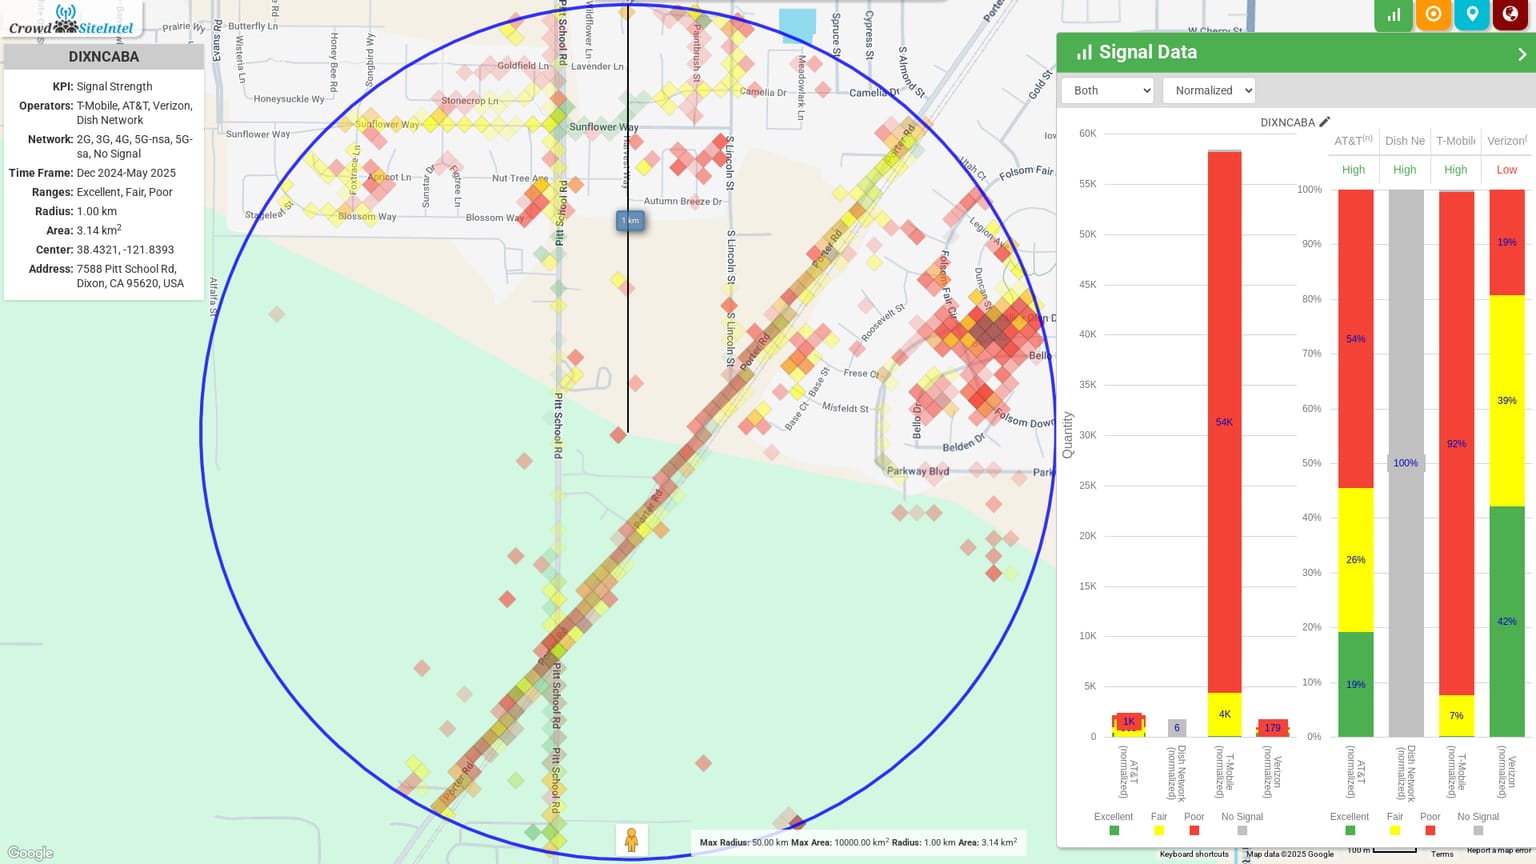 CrowdSiteIntel
DIXNCABA
KPI: Signal Strength
Operators: T-Mobile, AT&T, Verizon,
Dish Network
Network: 2G, 3G, 4G, 5G-nsa, 5G-
sa, No Signal
Time Frame: Dec 2024-May 2025
Ranges: Excellent, Fair, Poor
Radius: 1.00 km
Area: 3.14 km²
Center: 38.4321, -121.8393
Address: 7588 Pitt School Rd,
Dixon, CA 95620, USA
Prairie Wy
Butterfly Ln
Evans Rd
Wisteria Ln
Honey Bee Rd
Songbird Wy
Honeysuckle Wy
Goldfield Ln
Lavender Ln
Wildflower Ln
Pitt School Rd
Paintbrush St
Meadowlark Ln
Spruce St
Cypress St
S Almond St
Porter
W Cherry St
Gold St
Stonecrop Ln
Camelia Dr
Camelia Dr
Sunflower Way
Sunflower Way
Sunflower Way
Harvest Way
S Lincoln St
Porter Rd
Utah Ct
Folsom Fair
Foxtrace Ln
Apricot Ln
Sunstar Dr
Figtree Ln
Nut Tree Ave
Pitt School Rd
Autumn Breeze Dr
Stageleaf St
Blossom Way
Blossom Way
1 km
S Lincoln St
Porter Rd
Legion Av
Folsom Fair Cir
Duncan St
Alfalfa St
S Lincoln St
Porter Rd
Roosevelt St
Frese Ct
Base St
Base Ct
Misfeldt St
Bello Dr
Bello
Folsom Down
Belden Dr
Parkway Blvd
Park
Pitt School Rd
Porter Rd
Pitt School Rd
Pitt School Rd
Porter Rd
Google
Max Radius: 50.00 km Max Area: 10000.00 km² Radius: 1.00 km Area: 3.14 km²
Keyboard shortcuts
Map data ©2025 Google
100 m
Terms
Report a map error
Signal Data
Both
Normalized
DIXNCABA
AT&T(n)
Dish Ne
T-Mobile
Verizon(
High
High
High
Low
Quantity
60K
55K
50K
45K
40K
35K
30K
25K
20K
15K
10K
5K
0
1K
6
54K
4K
179
AT&T
(normalized)
Dish Network
(normalized)
T-Mobile
(normalized)
Verizon
(normalized)
Excellent
Fair
Poor
No Signal
100%
90%
80%
70%
60%
50%
40%
30%
20%
10%
0%
54%
26%
19%
100%
92%
7%
19%
39%
42%
AT&T
(normalized)
Dish Network
(normalized)
T-Mobile
(normalized)
Verizon
(normalized)
Excellent
Fair
Poor
No Signal